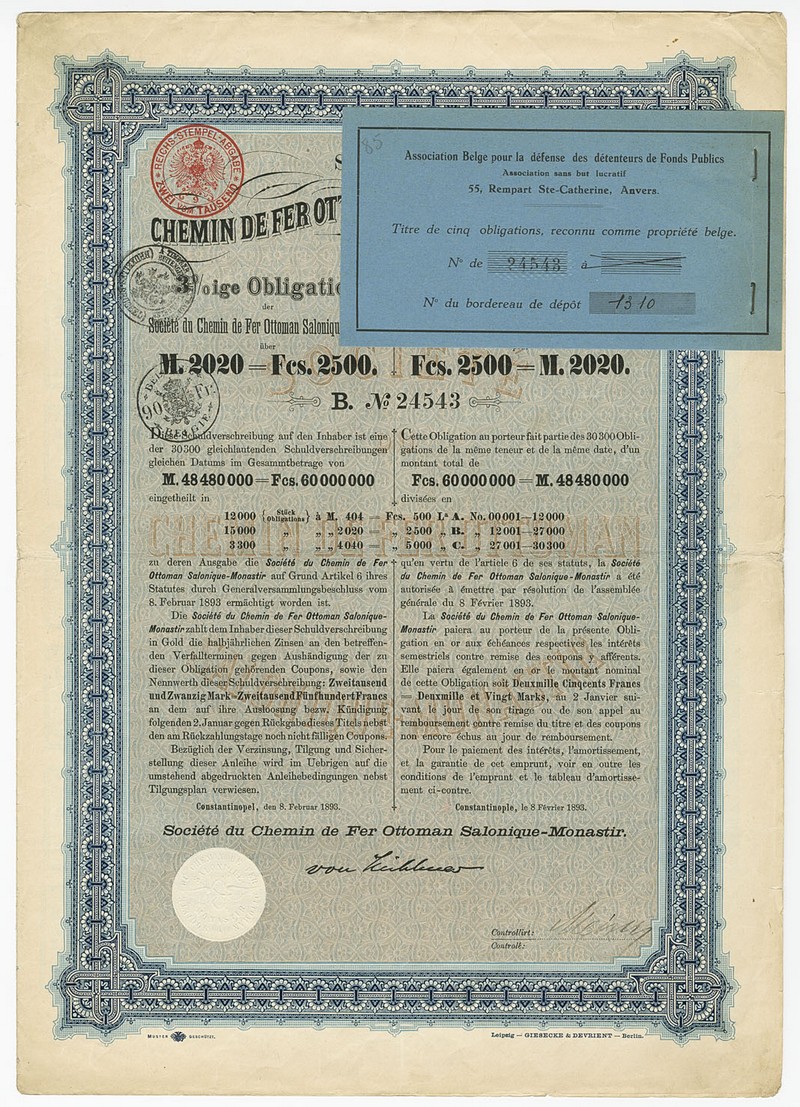 REICHS-STEMPEL-ABGABE
ZWEI vom TAUSEND
85
Association Belge pour la défense des détenteurs de Fonds Publics
Association sans but lucratif
55, Rempart Ste-Catherine, Anvers.
Titre de cinq obligations, reconnu comme propriété belge.
Nº de 24543 à
Nº du bordereau de dépôt 1310
CHEMIN DE FER
3%ige
der
Société du Chemin de Fer Ottoman
über
M. 2020 = Fcs. 2500.
Fcs. 2500 = M. 2020.
B. Nº 24543
90
Diese Schuldverschreibung auf den Inhaber ist eine
der 30300 gleichlautenden Schuldverschreibungen
gleichen Datums im Gesammtbetrage von
M. 48480000 = Fcs. 60000000
eingetheilt in
12000 Stück obligations à M. 404
15000 „ „ „ 2020
3300 „ „ „ 4040
zu deren Ausgabe die Société du Chemin de Fer
Ottoman Salonique-Monastir auf Grund Artikel 6 ihres
Statutes durch Generalversammlungsbeschluss vom
8. Februar 1893 ermächtigt worden ist.
Die Société du Chemin de Fer Ottoman Salonique-
Monastir zahlt dem Inhaber dieser Schuldverschreibung
in Gold die halbjährlichen Zinsen an den betreffen-
den Verfallterminen gegen Aushändigung der zu
dieser Obligation gehörenden Coupons, sowie den
Nennwerth dieser Schuldverschreibung: Zweitausend
und Zwanzig Mark = Zweitausend Fünfhundert Francs
an dem auf ihre Ausloosung bezw. Kündigung
folgenden 2. Januar gegen Rückgabe dieses Titels nebst
den am Rückzahlungstage noch nicht fälligen Coupons.
Bezüglich der Verzinsung, Tilgung und Sicher-
stellung dieser Anleihe wird im Uebrigen auf die
umstehend abgedruckten Anleihebedingungen nebst
Tilgungsplan verwiesen.
Constantinopel, den 8. Februar 1893.
Cette Obligation au porteur fait partie des 30300 Obli-
gations de la même teneur et de la même date, d'un
montant total de
Fcs. 60000000 = M. 48480000
divisées en
Fcs. 500 La A. No. 00001—12000
„ 2500 „ B. „ 12001—27000
„ 5000 „ C. „ 27001—30300
qu'en vertu de l'article 6 de ses statuts, la Société
du Chemin de Fer Ottoman Salonique-Monastir a été
autorisée à émettre par résolution de l'assemblée
générale du 8 Février 1893.
La Société du Chemin de Fer Ottoman Salonique-
Monastir paiera au porteur de la présente Obli-
gation en or aux échéances respectives les intérêts
semestriels contre remise des coupons y afférents.
Elle paiera également en or le montant nominal
de cette Obligation soit Deuxmille Cinqcents Francs
= Deuxmille et Vingt Marks, au 2 Janvier sui-
vant le jour de son tirage ou de son appel au
remboursement contre remise du titre et des coupons
non encore échus au jour de remboursement.
Pour le paiement des intérêts, l'amortissement,
et la garantie de cet emprunt, voir en outre les
conditions de l'emprunt et le tableau d'amortisse-
ment ci-contre.
Constantinople, le 8 Février 1893.
Société du Chemin de Fer Ottoman Salonique-Monastir.
Controllirt:
Controlé:
MUSTER GESCHÜTZT.
Leipzig — GIESECKE & DEVRIENT — Berlin.